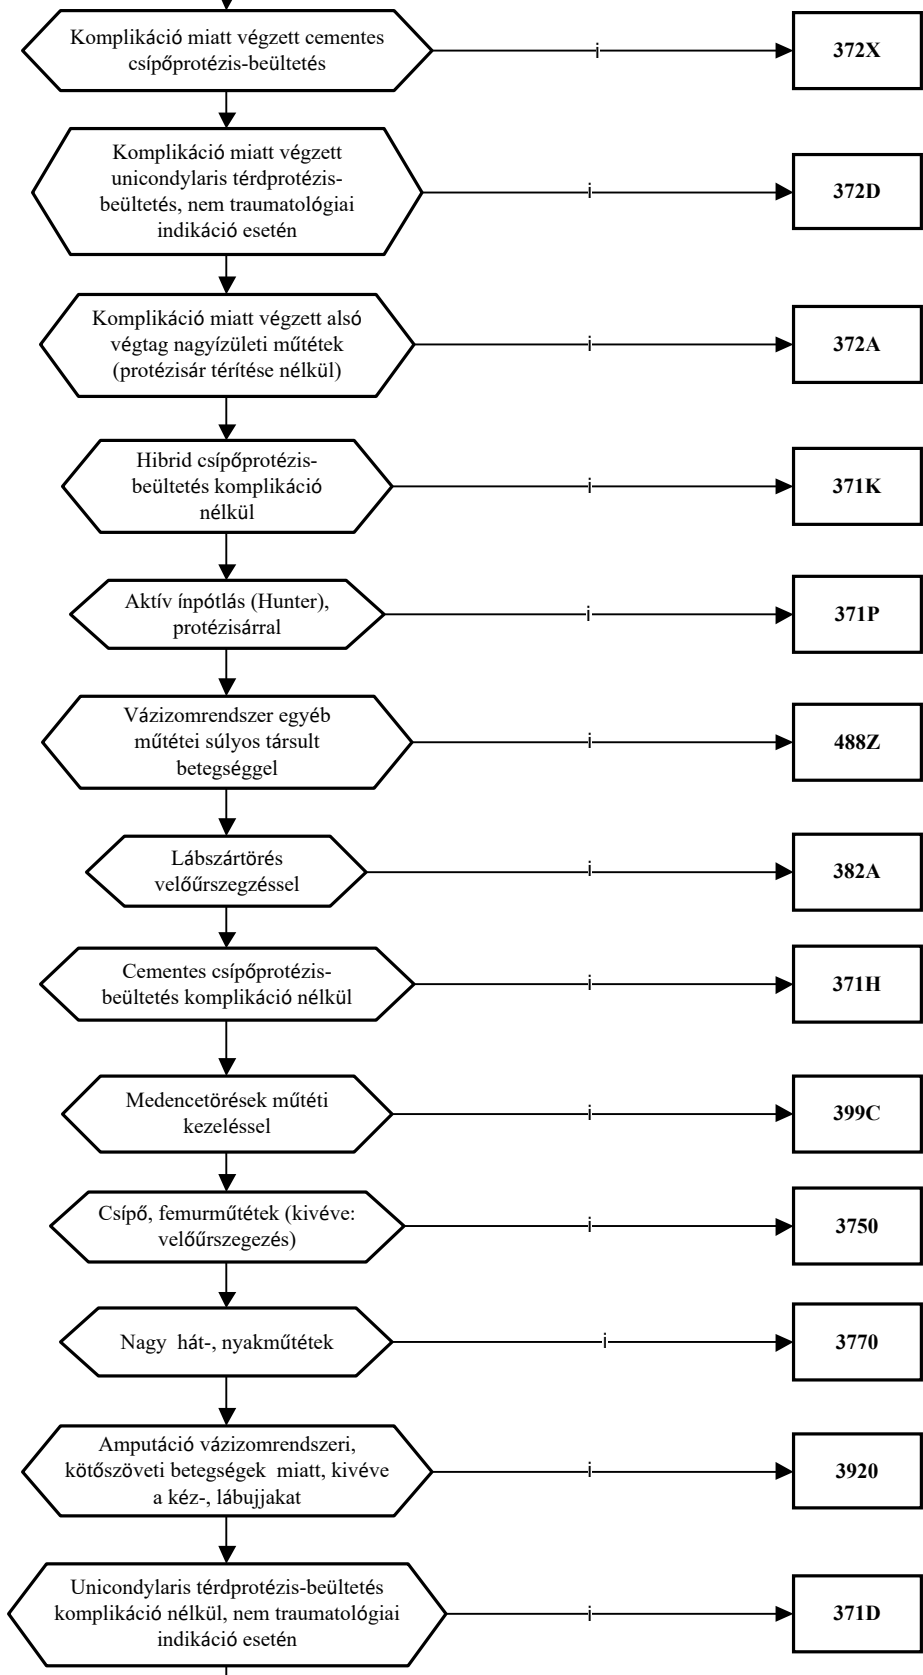 Komplikáció miatt végzett cementes
csípőprotézis-beültetés
i
372X
Komplikáció miatt végzett
unicondylaris térdprotézis-
beültetés, nem traumatológiai
indikáció esetén
i
372D
Komplikáció miatt végzett alsó
végtag nagyízületi műtétek
(protézisár térítése nélkül)
i
372A
Hibrid csípőprotézis-
beültetés komplikáció
nélkül
i
371K
Aktív ínpótlás (Hunter),
protézisárral
i
371P
Vázizomrendszer egyéb
műtétei súlyos társult
betegséggel
i
488Z
Lábszártörés
velőűrszegzéssel
i
382A
Cementes csípőprotézis-
beültetés komplikáció nélkül
i
371H
Medencetörések műtéti
kezeléssel
i
399C
Csípő, femurműtétek (kivéve:
velőűrszegezés)
i
3750
Nagy  hát-, nyakműtétek
i
3770
Amputáció vázizomrendszeri,
kötőszöveti betegségek  miatt, kivéve
a kéz-, lábujjakat
i
3920
Unicondylaris térdprotézis-beültetés
komplikáció nélkül, nem traumatológiai
indikáció esetén
i
371D